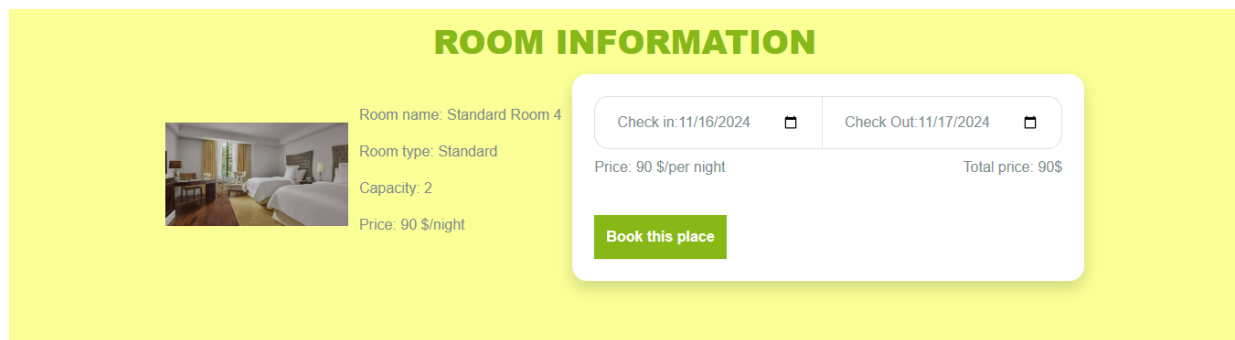 ROOM INFORMATION
Room name: Standard Room 4
Room type: Standard
Capacity: 2
Price: 90 $/night
Check in:11/16/2024
Check Out:11/17/2024
Price: 90 $/per night
Total price: 90$
Book this place